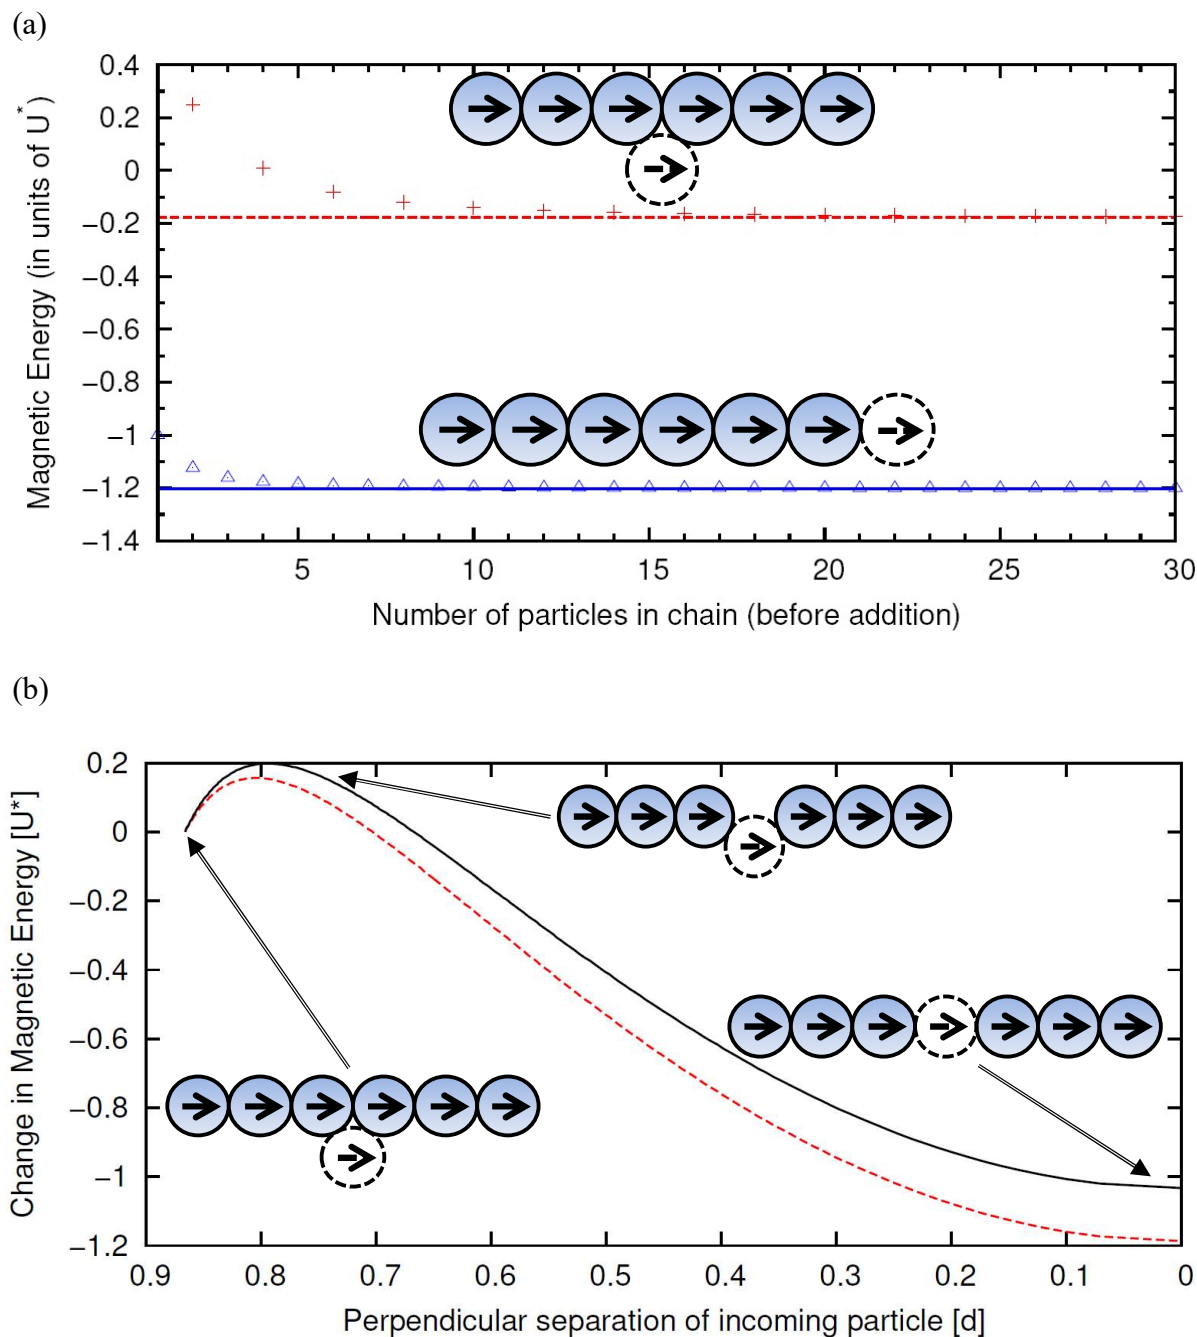 (a)
0.4
0.2
0
−0.2
−0.4
−0.6
−0.8
−1
−1.2
−1.4
Magnetic Energy (in units of U*)
5 10 15 20 25 30
Number of particles in chain (before addition)
(b)
0.2
0
−0.2
−0.4
−0.6
−0.8
−1
−1.2
Change in Magnetic Energy [U*]
0.9 0.8 0.7 0.6 0.5 0.4 0.3 0.2 0.1 0
Perpendicular separation of incoming particle [d]